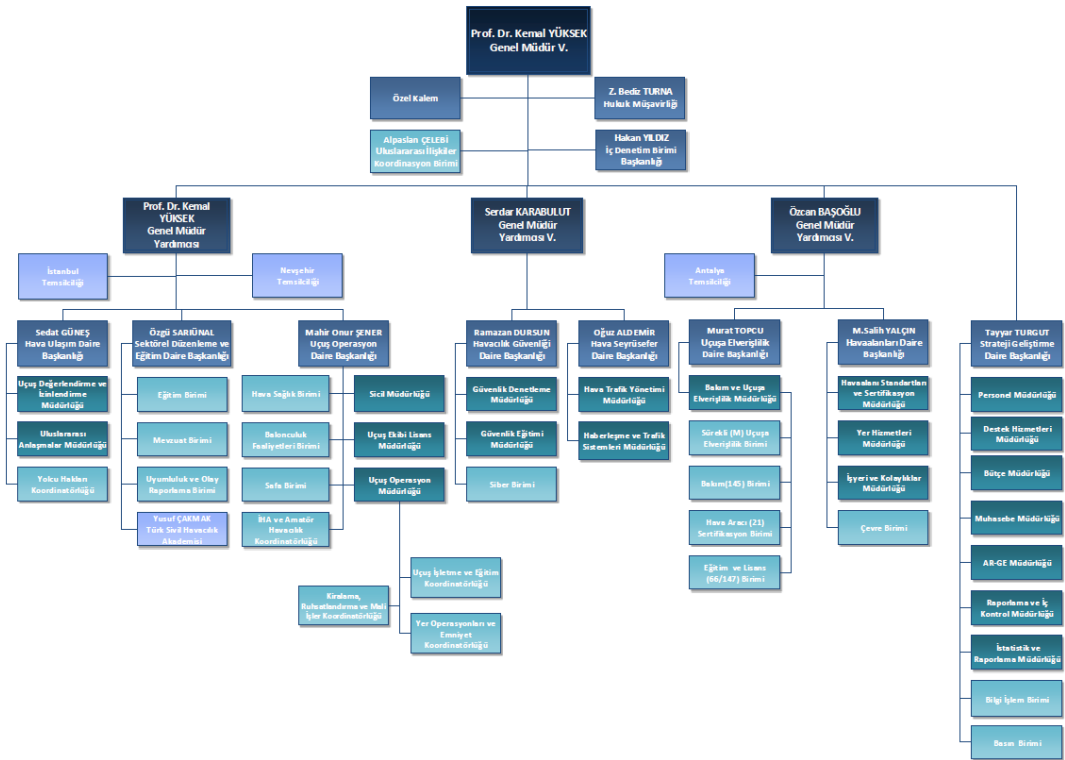 Prof. Dr. Kemal YÜKSEK
Genel Müdür V.
Özel Kalem
Z. Bediz TURNA
Hukuk Müşavirliği
Alpaslan ÇELEBİ
Uluslararası İlişkiler
Koordinasyon Birimi
Hakan YILDIZ
İç Denetim Birimi
Başkanlığı
Prof. Dr. Kemal
YÜKSEK
Genel Müdür
Yardımcısı
Serdar KARABULUT
Genel Müdür
Yardımcısı V.
Özcan BAŞOĞLU
Genel Müdür
Yardımcısı V.
İstanbul
Temsilciliği
Nevşehir
Temsilciliği
Antalya
Temsilciliği
Sedat GÜNEŞ
Hava Ulaşım Daire
Başkanlığı
Uçuş Değerlendirme ve
İzinlendirme
Müdürlüğü
Uluslararası
Anlaşmalar Müdürlüğü
Yolcu Hakları
Koordinatörlüğü
Özgü SARIÜNAL
Sektörel Düzenleme ve
Eğitim Daire Başkanlığı
Eğitim Birimi
Mevzuat Birimi
Uyumluluk ve Olay
Raporlama Birimi
Yusuf ÇAKMAK
Türk Sivil Havacılık
Akademisi
Mahir Onur ŞENER
Uçuş Operasyon
Daire Başkanlığı
Hava Sağlık Birimi
Balonculuk
Faaliyetleri Birimi
Safa Birimi
İHA ve Amatör
Havacılık
Koordinatörlüğü
Sicil Müdürlüğü
Uçuş Ekibi Lisans
Müdürlüğü
Uçuş Operasyon
Müdürlüğü
Uçuş İşletme ve Eğitim
Koordinatörlüğü
Kiralama,
Ruhsatlandırma ve Mali
İşler Koordinatörlüğü
Yer Operasyonları ve
Emniyet
Koordinatörlüğü
Ramazan DURSUN
Havacılık Güvenliği
Daire Başkanlığı
Güvenlik Denetleme
Müdürlüğü
Güvenlik Eğitimi
Müdürlüğü
Siber Birimi
Oğuz ALDEMİR
Hava Seyrüsefer
Daire Başkanlığı
Hava Trafik Yönetimi
Müdürlüğü
Haberleşme ve Trafik
Sistemleri Müdürlüğü
Murat TOPCU
Uçuşa Elverişlilik
Daire Başkanlığı
Bakım ve Uçuşa
Elverişlilik Müdürlüğü
Sürekli (M) Uçuşa
Elverişlilik Birimi
Bakım(145) Birimi
Hava Aracı (21)
Sertifikasyon Birimi
Eğitim ve Lisans
(66/147) Birimi
M.Salih YALÇIN
Havaalanları Daire
Başkanlığı
Havaalanı Standartları
ve Sertifikasyon
Müdürlüğü
Yer Hizmetleri
Müdürlüğü
İşyeri ve Kolaylıklar
Müdürlüğü
Çevre Birimi
Tayyar TURGUT
Strateji Geliştirme
Daire Başkanlığı
Personel Müdürlüğü
Destek Hizmetleri
Müdürlüğü
Bütçe Müdürlüğü
Muhasebe Müdürlüğü
AR-GE Müdürlüğü
Raporlama ve İç
Kontrol Müdürlüğü
İstatistik ve
Raporlama Müdürlüğü
Bilgi İşlem Birimi
Basın Birimi